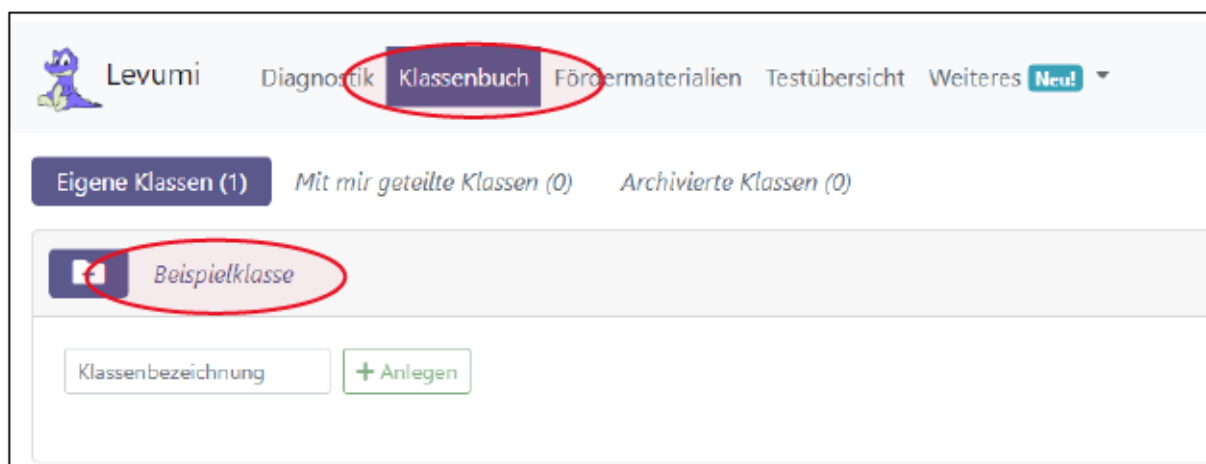 Levumi Diagnostik Klassenbuch Fördermaterialien Testübersicht Weiteres Neu!
Eigene Klassen (1) Mit mir geteilte Klassen (0) Archivierte Klassen (0)
Beispielklasse
Klassenbezeichnung + Anlegen